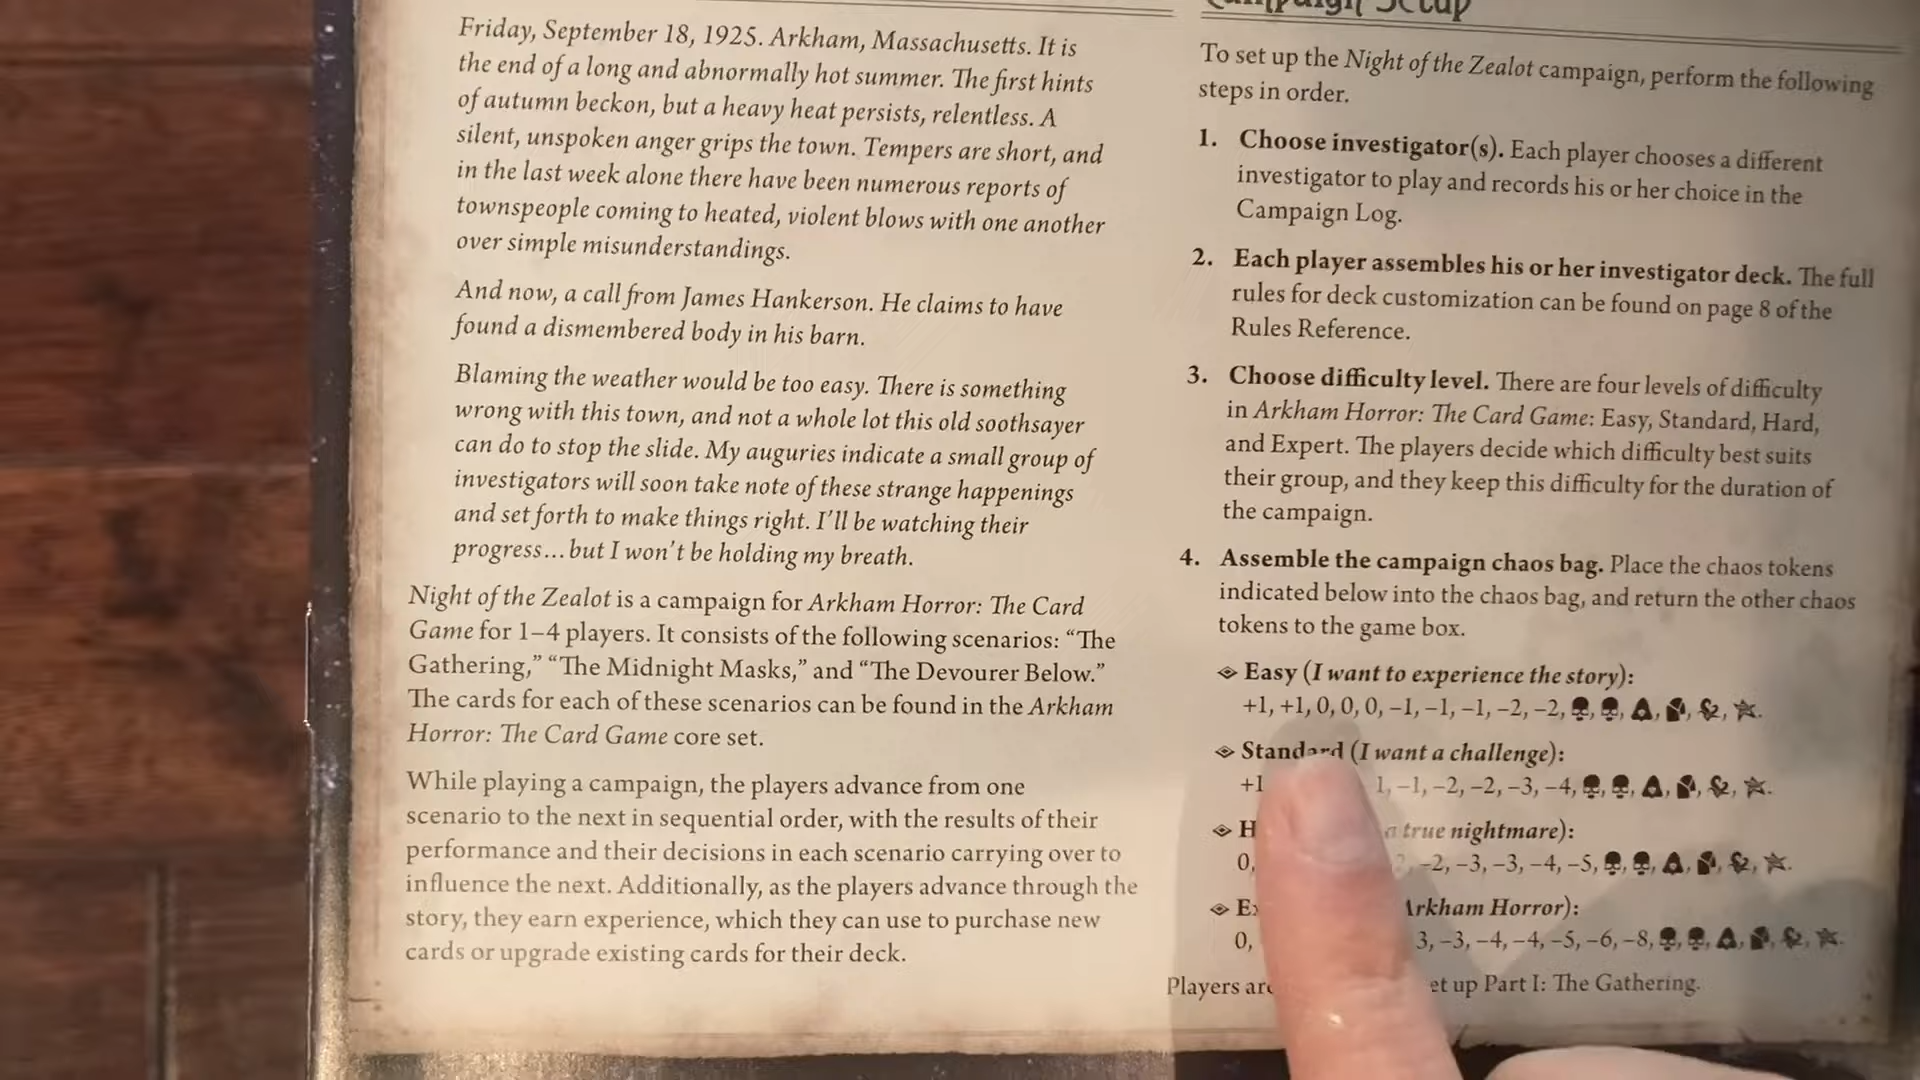 Friday, September 18, 1925. Arkham, Massachusetts. It is
the end of a long and abnormally hot summer. The first hints
of autumn beckon, but a heavy heat persists, relentless. A
silent, unspoken anger grips the town. Tempers are short, and
in the last week alone there have been numerous reports of
townspeople coming to heated, violent blows with one another
over simple misunderstandings.
And now, a call from James Hankerson. He claims to have
found a dismembered body in his barn.
Blaming the weather would be too easy. There is something
wrong with this town, and not a whole lot this old soothsayer
can do to stop the slide. My auguries indicate a small group of
investigators will soon take note of these strange happenings
and set forth to make things right. I'll be watching their
progress... but I won't be holding my breath.
Night of the Zealot is a campaign for Arkham Horror: The Card
Game for 1–4 players. It consists of the following scenarios: “The
Gathering,” “The Midnight Masks,” and “The Devourer Below.”
The cards for each of these scenarios can be found in the Arkham
Horror: The Card Game core set.
While playing a campaign, the players advance from one
scenario to the next in sequential order, with the results of their
performance and their decisions in each scenario carrying over to
influence the next. Additionally, as the players advance through the
story, they earn experience, which they can use to purchase new
cards or upgrade existing cards for their deck.
Campaign Setup
To set up the Night of the Zealot campaign, perform the following
steps in order.
1. Choose investigator(s). Each player chooses a different
investigator to play and records his or her choice in the
Campaign Log.
2. Each player assembles his or her investigator deck. The full
rules for deck customization can be found on page 8 of the
Rules Reference.
3. Choose difficulty level. There are four levels of difficulty
in Arkham Horror: The Card Game: Easy, Standard, Hard,
and Expert. The players decide which difficulty best suits
their group, and they keep this difficulty for the duration of
the campaign.
4. Assemble the campaign chaos bag. Place the chaos tokens
indicated below into the chaos bag, and return the other chaos
tokens to the game box.
Easy (I want to experience the story):
+1, +1, 0, 0, 0, –1, –1, –1, –2, –2,
Standard (I want a challenge):
+1 1, –1, –2, –2, –3, –4,
a true nightmare):
0, –2, –3, –3, –4, –5,
Arkham Horror):
0, 3, –3, –4, –4, –5, –6, –8,
Players up Part I: The Gathering.